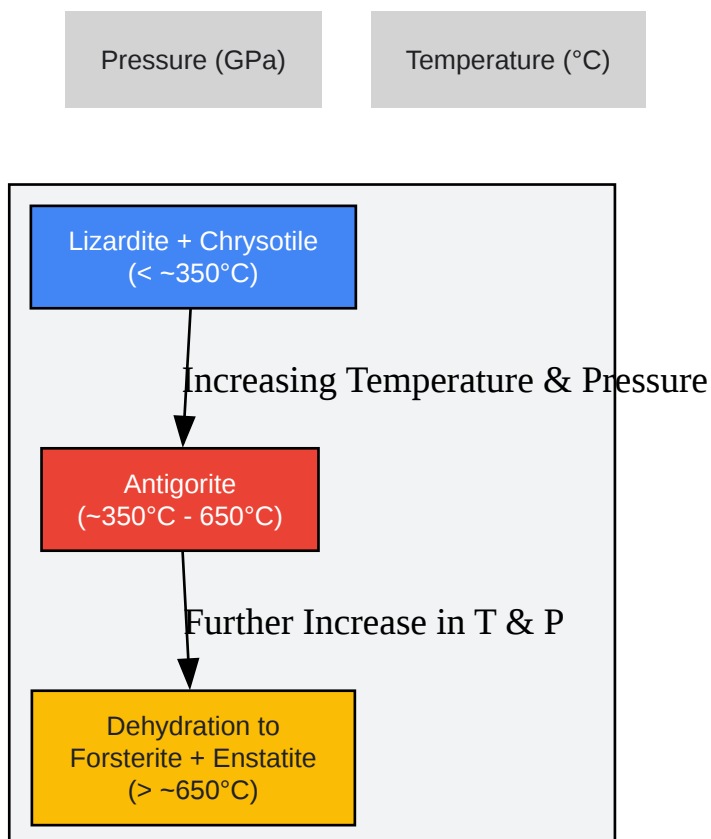 Pressure (GPa)
Temperature (°C)
Lizardite + Chrysotile
(< ~350°C)
Increasing Temperature & Pressure
Antigorite
(~350°C - 650°C)
Further Increase in T & P
Dehydration to
Forsterite + Enstatite
(> ~650°C)